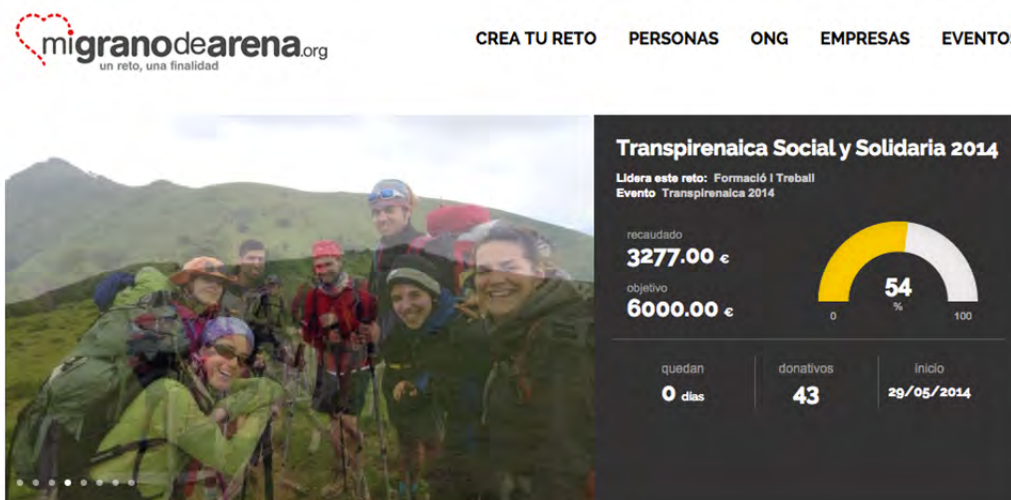 migranodearena.org
un reto, una finalidad
CREA TU RETO PERSONAS ONG EMPRESAS EVENTOS
Transpirenaica Social y Solidaria 2014
Lidera este reto: Formació I Treball
Evento Transpirenaica 2014
recaudado
3277.00 €
objetivo
6000.00 €
54
%
0 100
quedan donativos inicio
0 días 43 29/05/2014